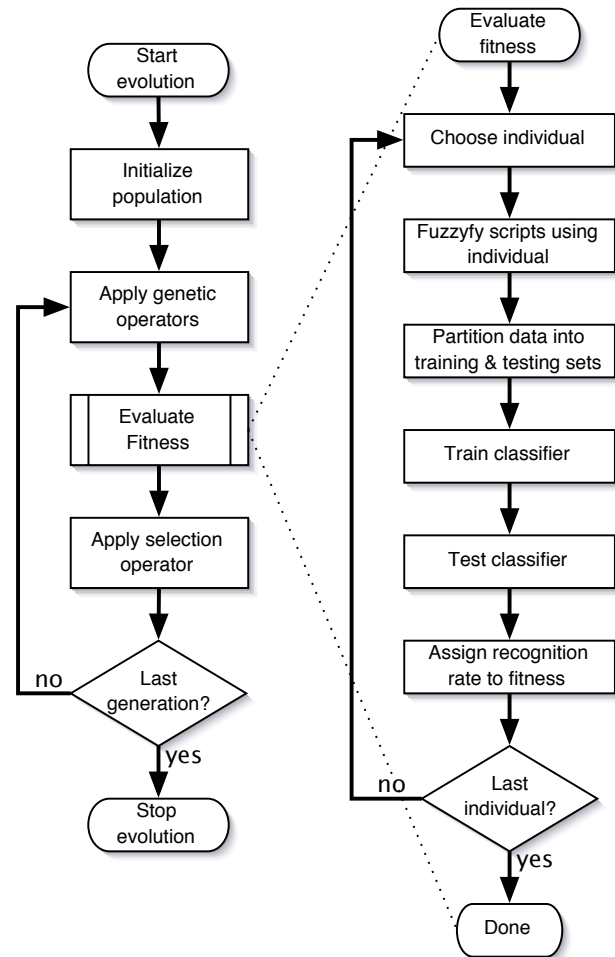 Start
evolution
Initialize
population
Apply genetic
operators
Evaluate
Fitness
Apply selection
operator
Last
generation?
no
yes
Stop
evolution
Evaluate
fitness
Choose individual
Fuzzyfy scripts using
individual
Partition data into
training & testing sets
Train classifier
Test classifier
Assign recognition
rate to fitness
Last
individual?
no
yes
Done